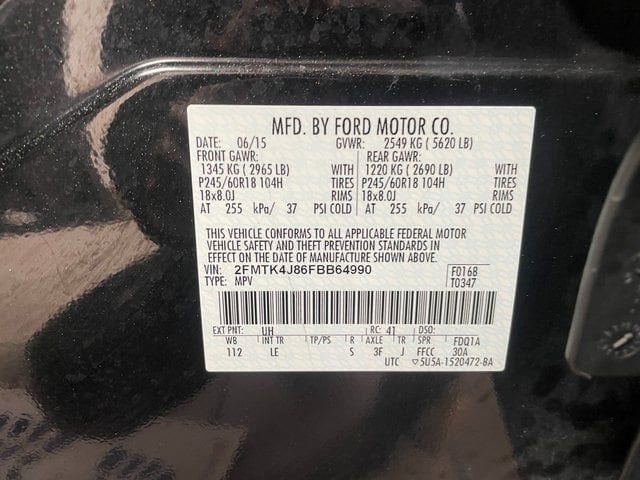 MFD. BY FORD MOTOR CO.
DATE: 06/15 GVWR: 2549 KG ( 5620 LB)
FRONT GAWR: REAR GAWR:
1345 KG ( 2965 LB) WITH 1220 KG ( 2690 LB) WITH
P245/60R18 104H TIRES P245/60R18 104H TIRES
18x8.0J RIMS 18x8.0J RIMS
AT 255 kPa/ 37 PSI COLD AT 255 kPa/ 37 PSI COLD
THIS VEHICLE CONFORMS TO ALL APPLICABLE FEDERAL MOTOR
VEHICLE SAFETY AND THEFT PREVENTION STANDARDS IN
EFFECT ON THE DATE OF MANUFACTURE SHOWN ABOVE.
VIN: 2FMTK4J86FBB64990 F0168
TYPE: MPV T0347
EXT PNT: UH RC: 41 DSO:
WB INT TR TP/PS R AXLE TR SPR FDQ1A
112 LE S 3F J FFCC 30A
UTC ▽5U5A-1520472-BA